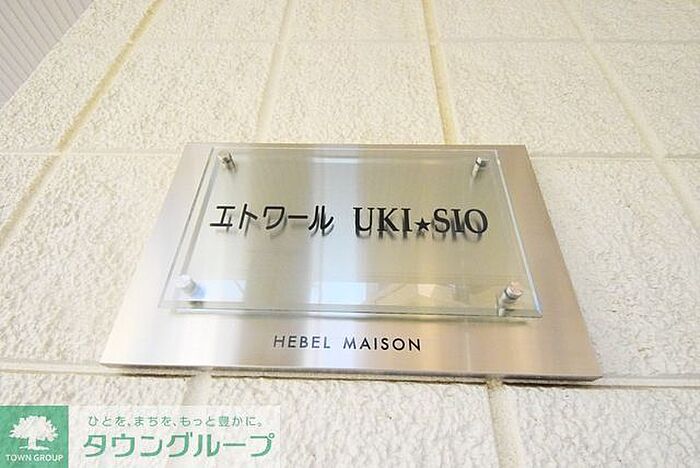 エトワール UKI★SIO
HEBEL MAISON
ひとを、まちを、もっと豊かに。
タウングループ
TOWN GROUP